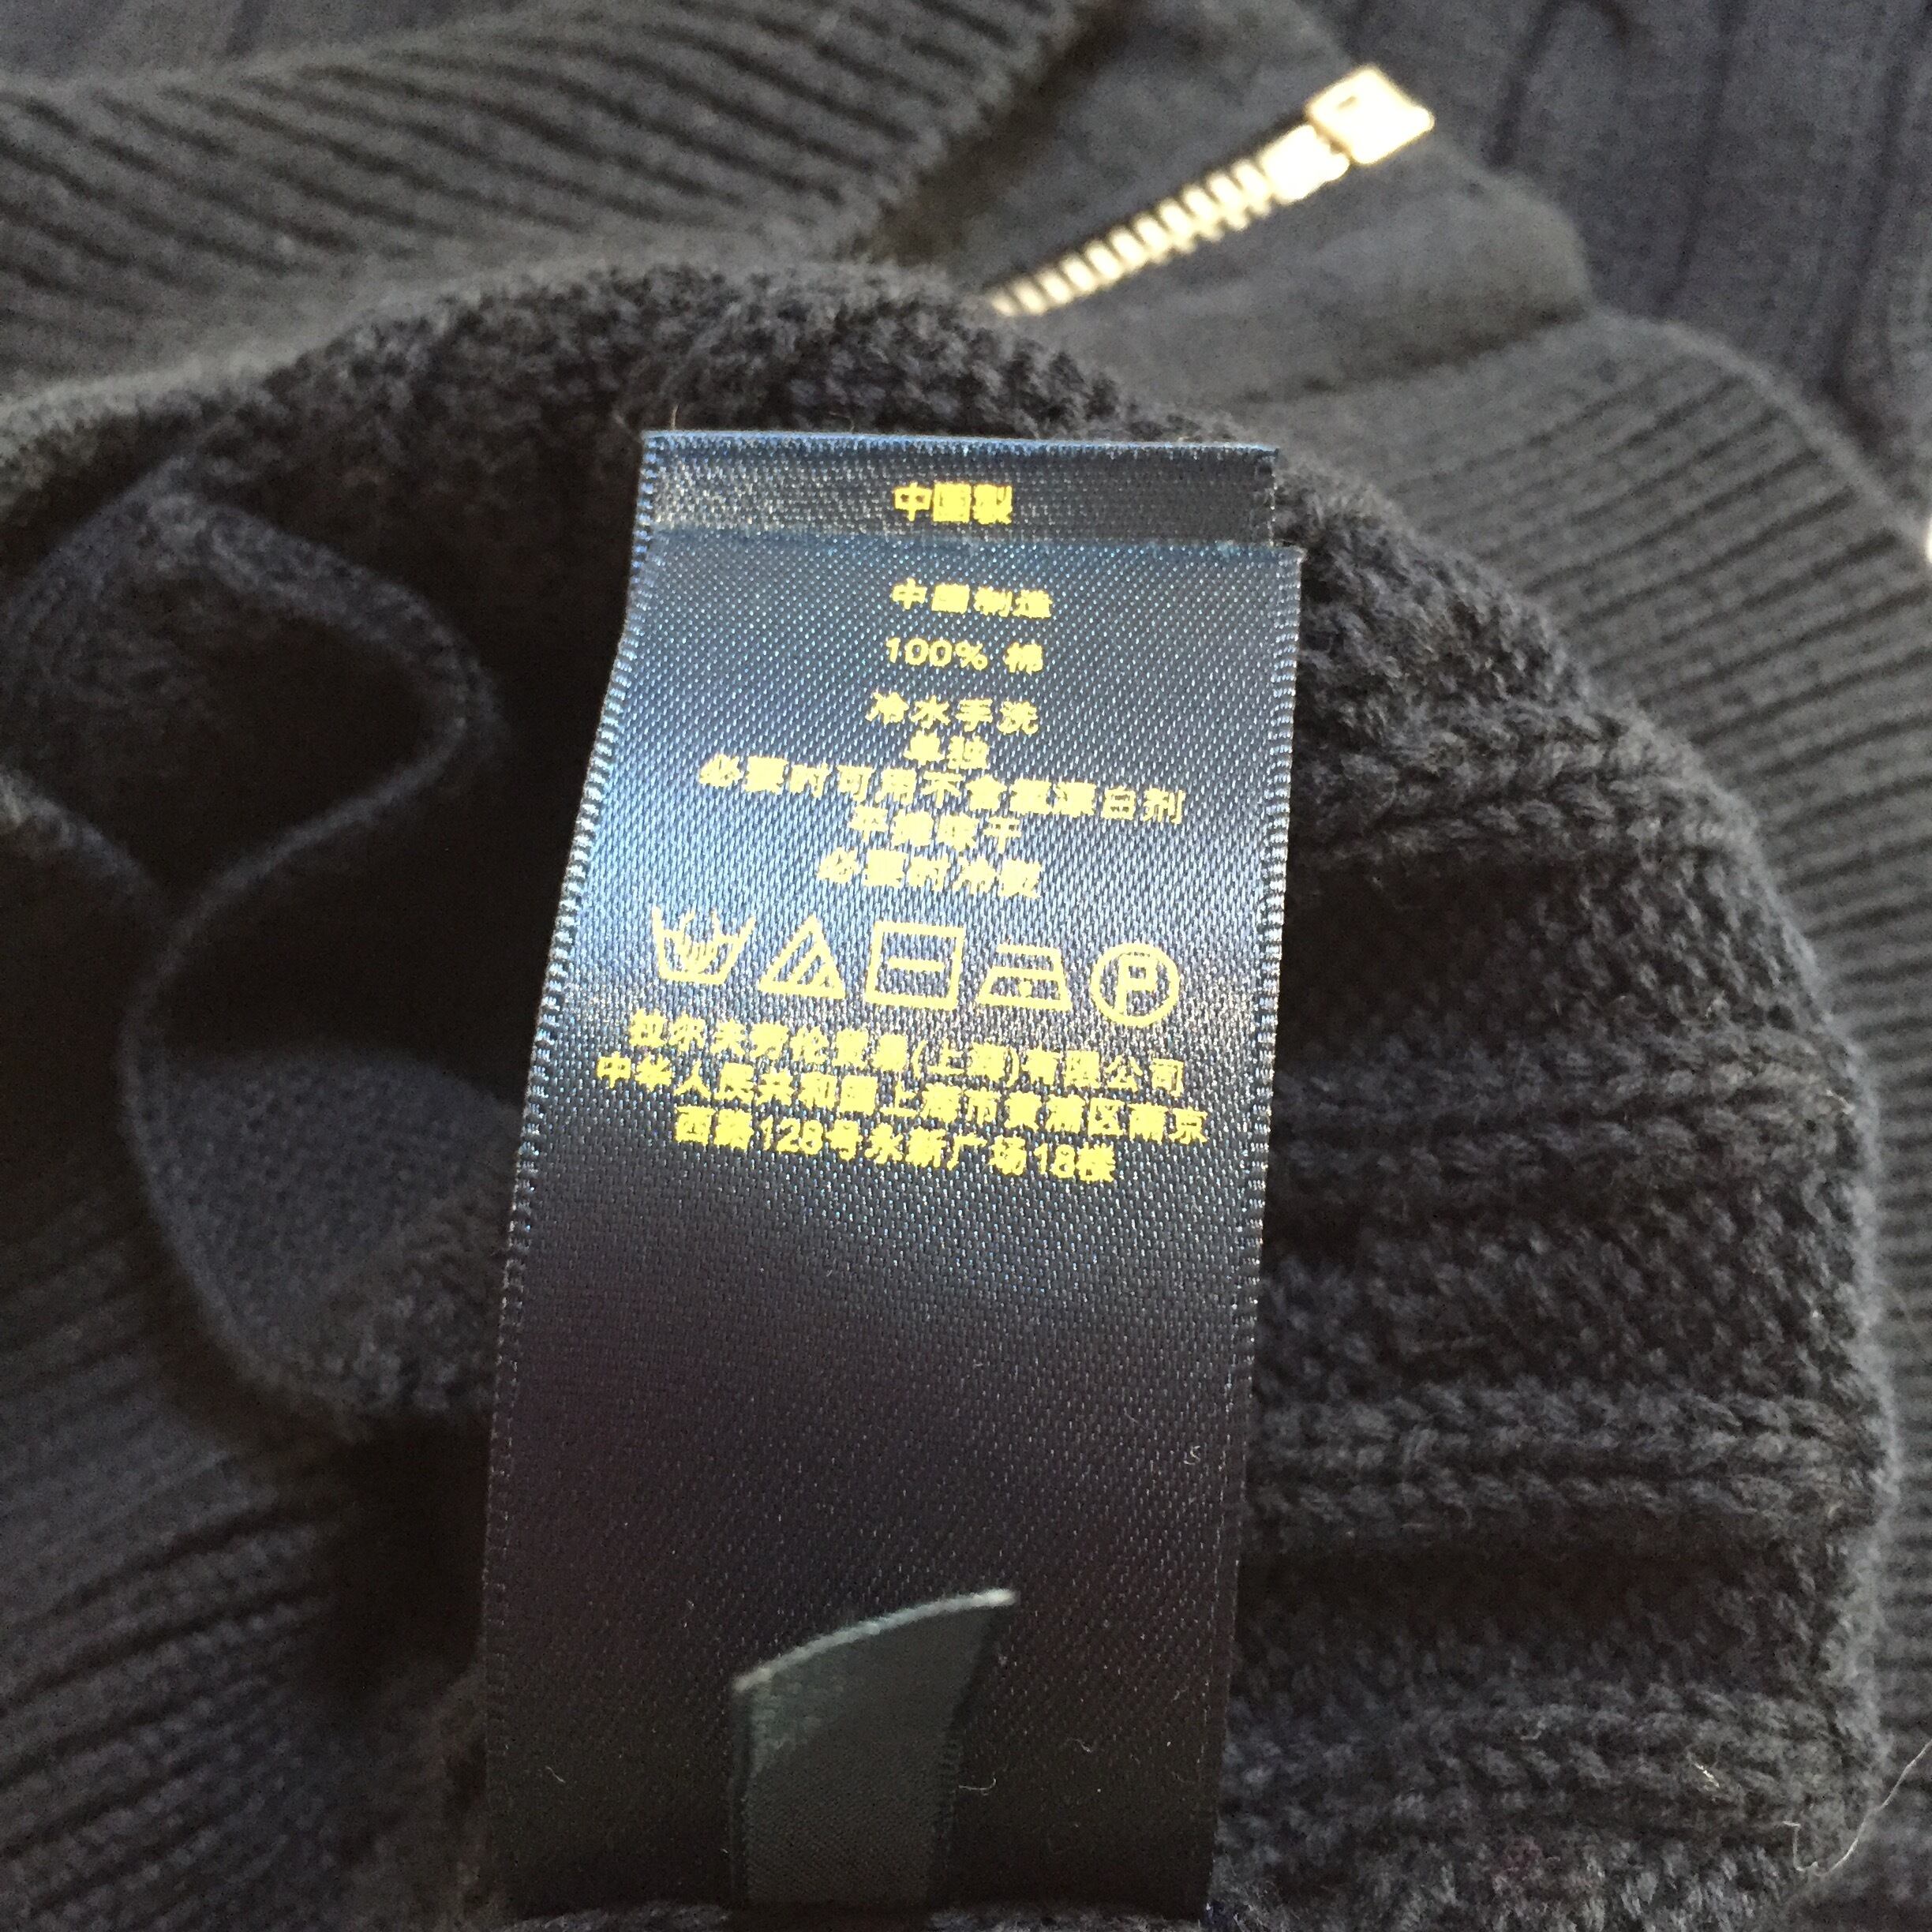 中国製
中国制造
100% 棉
冷水手洗
单独
必要时可用不含氯漂白剂
平摊晾干
必要时冷熨
P
拉尔夫劳伦贸易(上海)有限公司
中华人民共和国上海市黄浦区南京
西路128号永新广场18楼